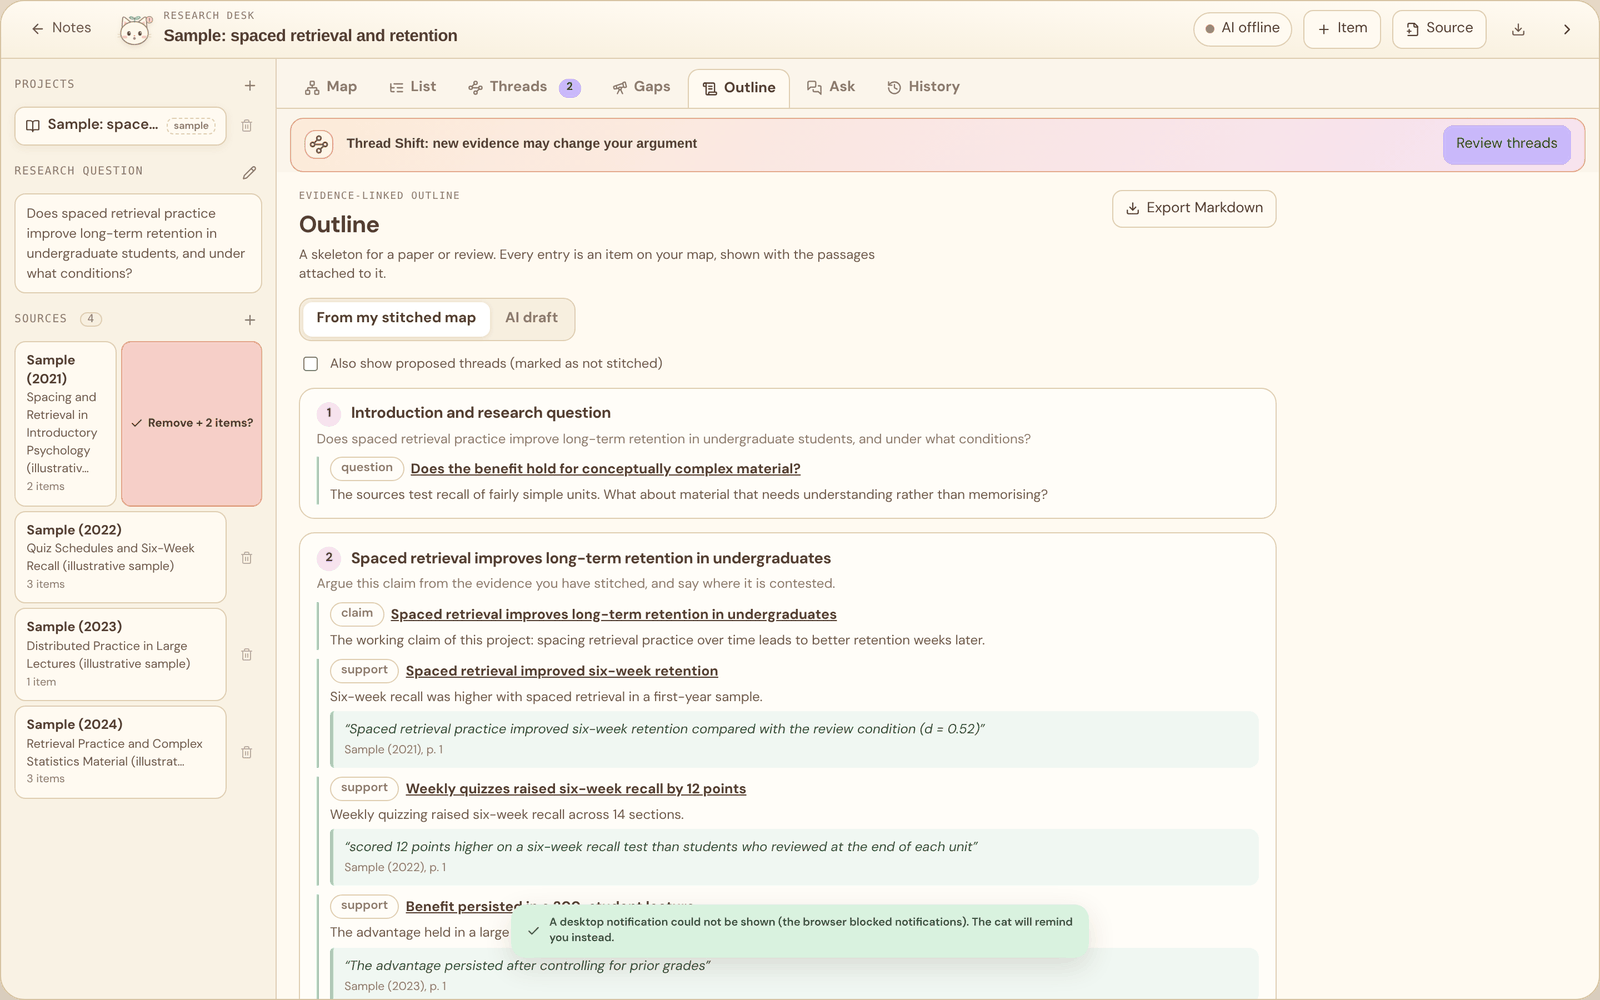 Notes
RESEARCH DESK
Sample: spaced retrieval and retention
AI offline
Item
Source
PROJECTS
Sample: space...
sample
RESEARCH QUESTION
Does spaced retrieval practice
improve long-term retention in
undergraduate students, and under
what conditions?
SOURCES 4
Sample
(2021)
Spacing and
Retrieval in
Introductory
Psychology
(illustrativ...
2 items
Remove + 2 items?
Sample (2022)
Quiz Schedules and Six-Week
Recall (illustrative sample)
3 items
Sample (2023)
Distributed Practice in Large
Lectures (illustrative sample)
1 item
Sample (2024)
Retrieval Practice and Complex
Statistics Material (illustrat...
3 items
Map
List
Threads 2
Gaps
Outline
Ask
History
Thread Shift: new evidence may change your argument
Review threads
EVIDENCE-LINKED OUTLINE
Outline
A skeleton for a paper or review. Every entry is an item on your map, shown with the passages
attached to it.
Export Markdown
From my stitched map
AI draft
Also show proposed threads (marked as not stitched)
1 Introduction and research question
Does spaced retrieval practice improve long-term retention in undergraduate students, and under what conditions?
question Does the benefit hold for conceptually complex material?
The sources test recall of fairly simple units. What about material that needs understanding rather than memorising?
2 Spaced retrieval improves long-term retention in undergraduates
Argue this claim from the evidence you have stitched, and say where it is contested.
claim Spaced retrieval improves long-term retention in undergraduates
The working claim of this project: spacing retrieval practice over time leads to better retention weeks later.
support Spaced retrieval improved six-week retention
Six-week recall was higher with spaced retrieval in a first-year sample.
“Spaced retrieval practice improved six-week retention compared with the review condition (d = 0.52)”
Sample (2021), p. 1
support Weekly quizzes raised six-week recall by 12 points
Weekly quizzing raised six-week recall across 14 sections.
“scored 12 points higher on a six-week recall test than students who reviewed at the end of each unit”
Sample (2022), p. 1
support Benefit persisted
The advantage held in a large
“The advantage persisted after controlling for prior grades”
Sample (2023), p. 1
A desktop notification could not be shown (the browser blocked notifications). The cat will remind
you instead.